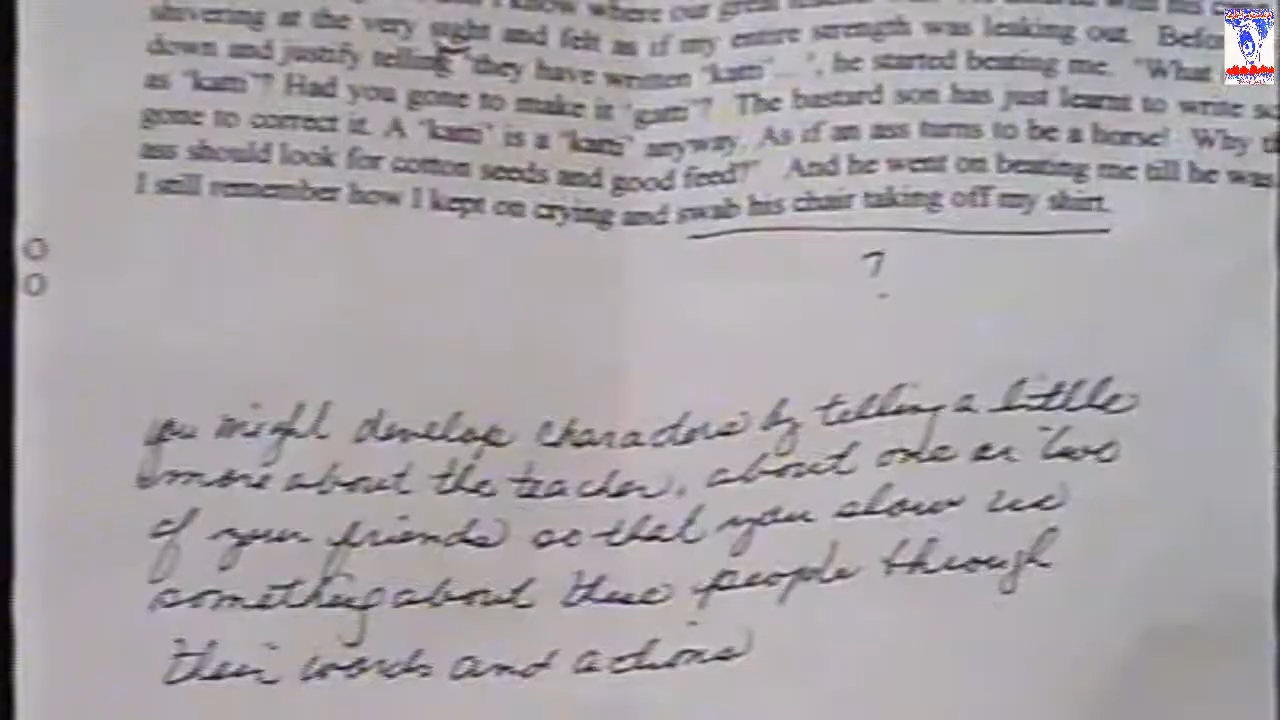 know where our great
shivering at the very sight and felt as if my entire strength was leaking out. Befor
down and justify telling "they have written 'kam'....', he started beating me. "What
as 'kam'? Had you gone to make it 'gam'? The bastard son has just learnt to write
gone to correct it. A 'kam' is a 'kam' anyway. As if an ass turns to be a horse! Why
ass should look for cotton seeds and good feed?" And he went on beating me till he was
I still remember how I kept on crying and swab his chair taking off my shirt.
?
you might develop characters by telling a little
more about the teacher, about one or two
of your friends so that you show us
something about these people through
their words and actions